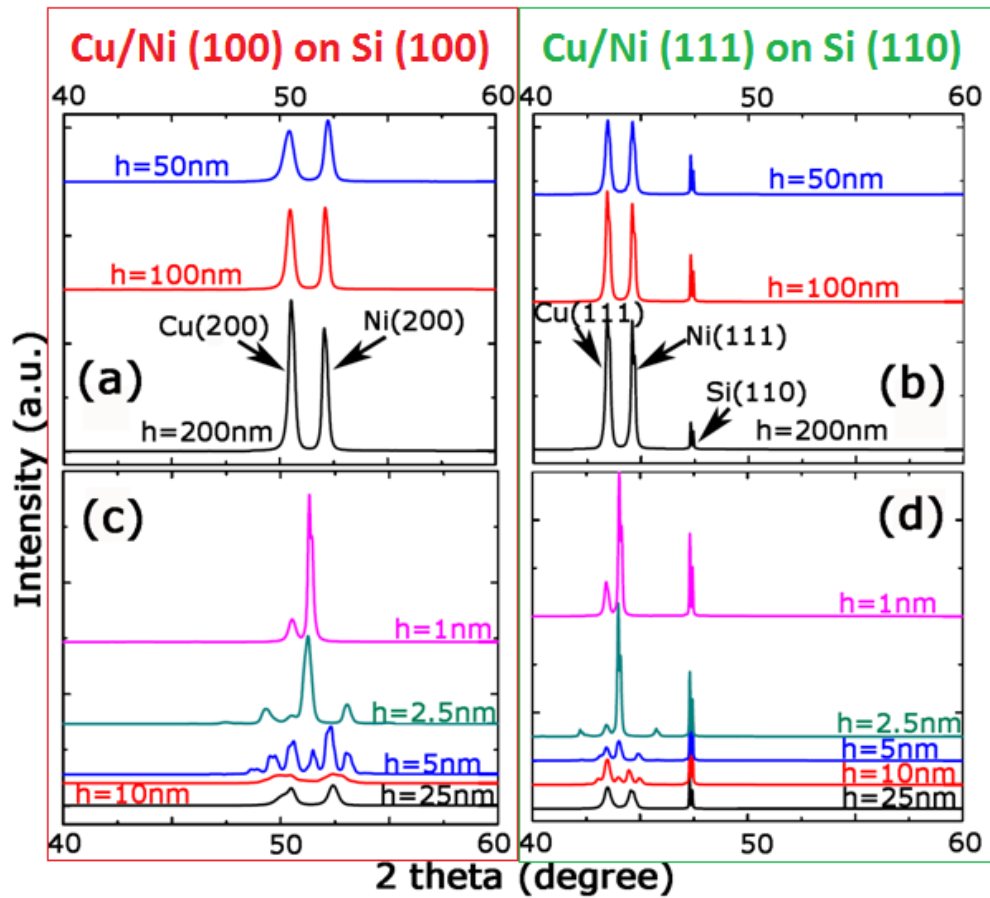 Cu/Ni (100) on Si (100)
Cu/Ni (111) on Si (110)
40 50 60
40 50 60
h=50nm
h=100nm
Cu(200)
Ni(200)
(a)
h=200nm
h=50nm
h=100nm
Cu(111)
Ni(111)
Si(110)
(b)
h=200nm
Intensity (a.u.)
(c)
h=1nm
h=2.5nm
h=5nm
h=10nm
h=25nm
(d)
h=1nm
h=2.5nm
h=5nm
h=10nm
h=25nm
40 50 60
40 50 60
2 theta (degree)